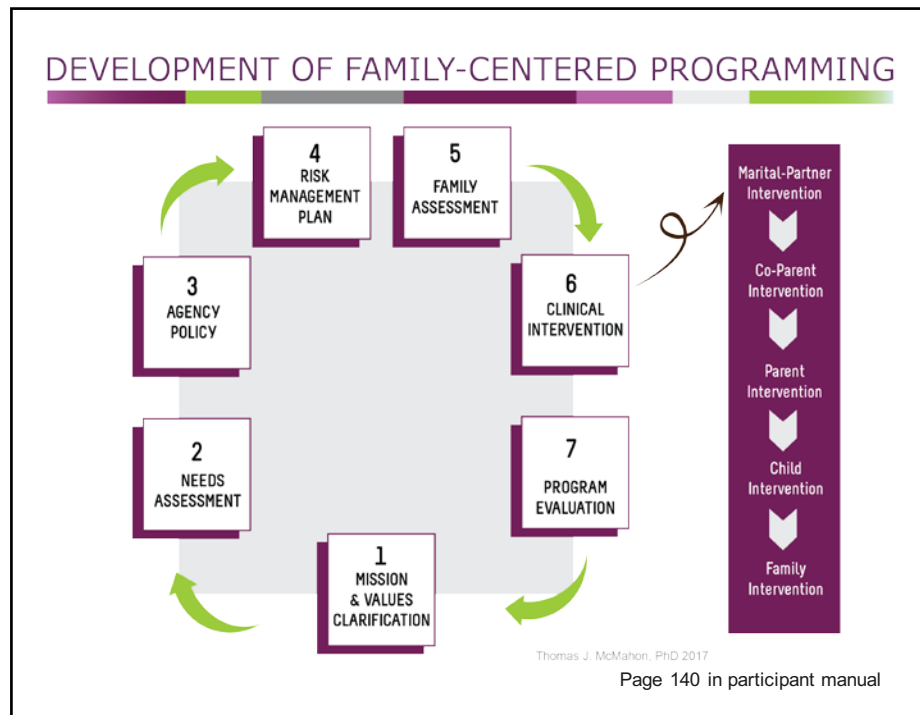 DEVELOPMENT OF FAMILY-CENTERED PROGRAMMING
1
MISSION
& VALUES
CLARIFICATION
2
NEEDS
ASSESSMENT
3
AGENCY
POLICY
4
RISK
MANAGEMENT
PLAN
5
FAMILY
ASSESSMENT
6
CLINICAL
INTERVENTION
7
PROGRAM
EVALUATION
Marital-Partner
Intervention
Co-Parent
Intervention
Parent
Intervention
Child
Intervention
Family
Intervention
Thomas J. McMahon, PhD 2017
Page 140 in participant manual